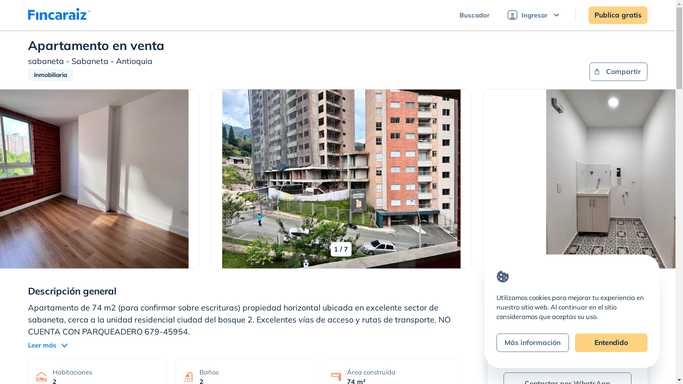 Fincaraiz
Buscador
Ingresar
Publica gratis
Apartamento en venta
sabaneta - Sabaneta - Antioquia
Inmobiliaria
Compartir
1 / 7
Descripción general
Apartamento de 74 m2 (para confirmar sobre escrituras) propiedad horizontal ubicada en excelente sector de
sabaneta, cerca a la unidad residencial ciudad del bosque 2. Excelentes vías de acceso y rutas de transporte. NO
CUENTA CON PARQUEADERO 679-45954.
Leer más
Utilizamos cookies para mejorar tu experiencia en
nuestro sitio web. Al continuar en el sitio
consideramos que aceptas su uso.
Más información
Entendido
Habitaciones
2
Baños
2
Área construida
74 m²
Contactar por WhatsApp